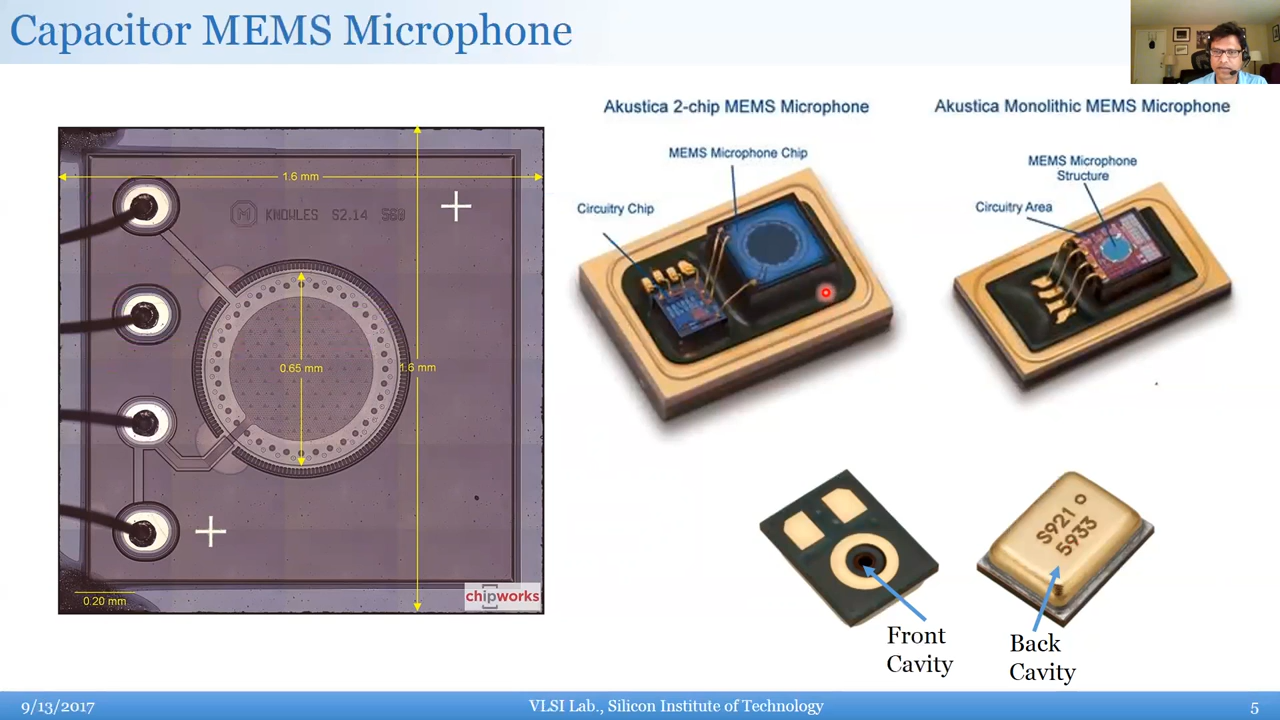 Capacitor MEMS Microphone
1.6 mm
KNOWLES S2.14
0.65 mm
1.6 mm
0.20 mm
chipworks
Akustica 2-chip MEMS Microphone
MEMS Microphone Chip
Circuitry Chip
Akustica Monolithic MEMS Microphone
MEMS Microphone
Structure
Circuitry Area
S921
5933
Front
Cavity
Back
Cavity
9/13/2017
VLSI Lab., Silicon Institute of Technology
5